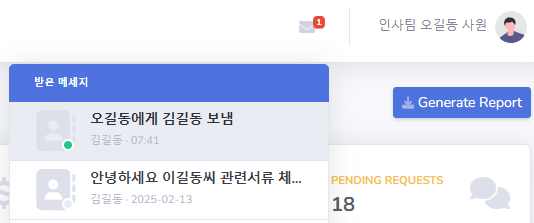 1
인사팀 오길동 사원
받은 메세지
오길동에게 김길동 보냄
김길동 · 07:41
Generate Report
안녕하세요 이길동씨 관련서류 체...
김길동 · 2025-02-13
PENDING REQUESTS
18